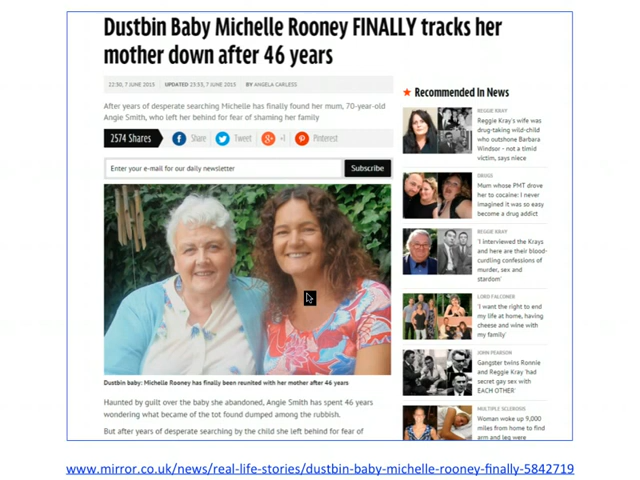 Dustbin Baby Michelle Rooney FINALLY tracks her
mother down after 46 years
22:30, 7 JUNE 2015 UPDATED 23:53, 7 JUNE 2015 BY ANGELA CARLESS
After years of desperate searching Michelle has finally found her mum, 70-year-old
Angie Smith, who left her behind for fear of shaming her family
2574 Shares Share Tweet +1 Pinterest
Enter your e-mail for our daily newsletter Subscribe
Dustbin baby: Michelle Rooney has finally been reunited with her mother after 46 years
Haunted by guilt over the baby she abandoned, Angie Smith has spent 46 years
wondering what became of the tot found dumped among the rubbish.
But after years of desperate searching by the child she left behind for fear of
Recommended In News
REGGIE KRAY
Reggie Kray's wife was
drug-taking wild-child
who outshone Barbara
Windsor - not a timid
victim, says niece
DRUGS
Mum whose PMT drove
her to cocaine: I never
imagined it was so easy
become a drug addict
REGGIE KRAY
'I interviewed the Krays
and here are their blood-
curdling confessions of
murder, sex and
stardom'
LORD FALCONER
'I want the right to end
my life at home, having
cheese and wine with
my family'
JOHN PEARSON
Gangster twins Ronnie
and Reggie Kray 'had
secret gay sex with
EACH OTHER'
MULTIPLE SCLEROSIS
Woman woke up 9,000
miles from home to find
arm and leg were
www.mirror.co.uk/news/real-life-stories/dustbin-baby-michelle-rooney-finally-5842719